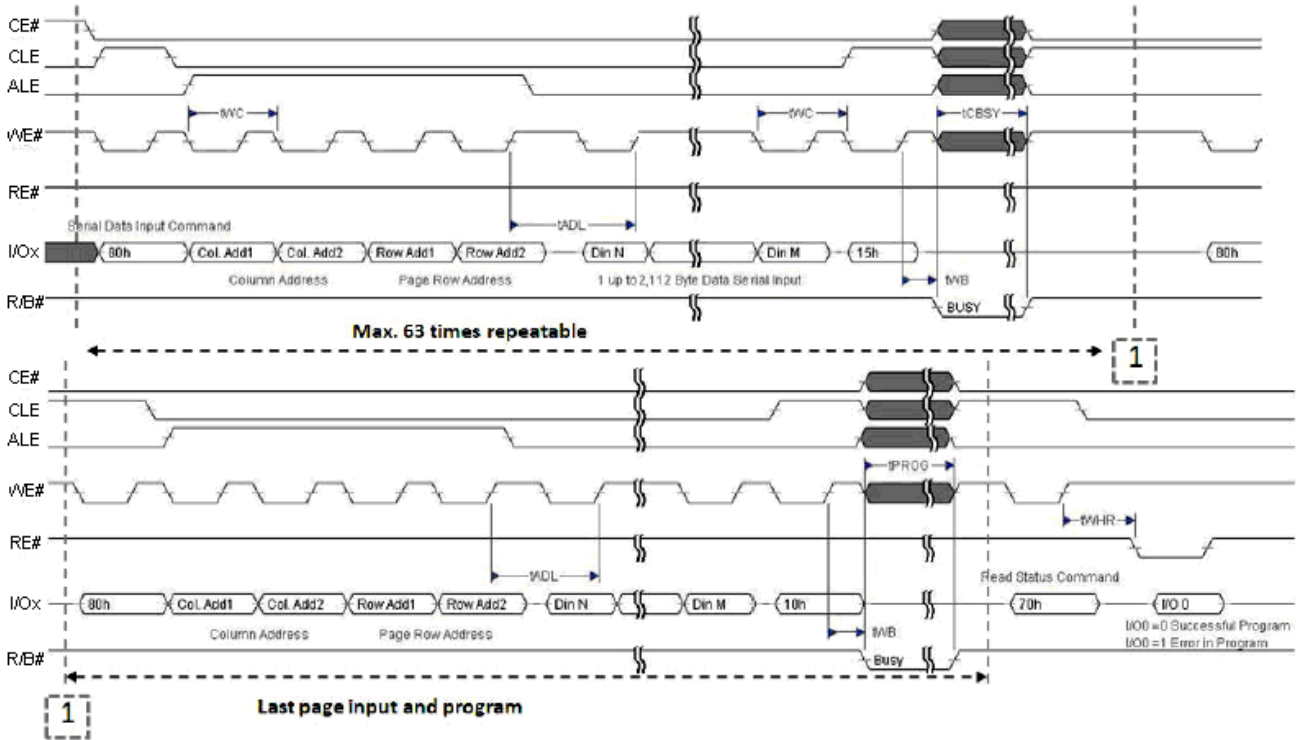 CE#
CLE
ALE
tWC tWC tCBSY
WE#
RE#
tADL
Serial Data Input Command
I/Ox 80h Col. Add1 Col. Add2 Row Add1 Row Add2 Din N Din M 15h 80h
Column Address Page Row Address 1 up to 2,112 Byte Data Serial Input tWB
R/B# BUSY
Max. 63 times repeatable
1
CE#
CLE
ALE
tPROG
WE#
tWHR
RE#
tADL Read Status Command
I/Ox 80h Col. Add1 Col. Add2 Row Add1 Row Add2 Din N Din M 10h 70h I/O 0
Column Address Page Row Address tWB I/O0 =0 Successful Program
I/O0 =1 Error in Program
R/B# Busy
1 Last page input and program